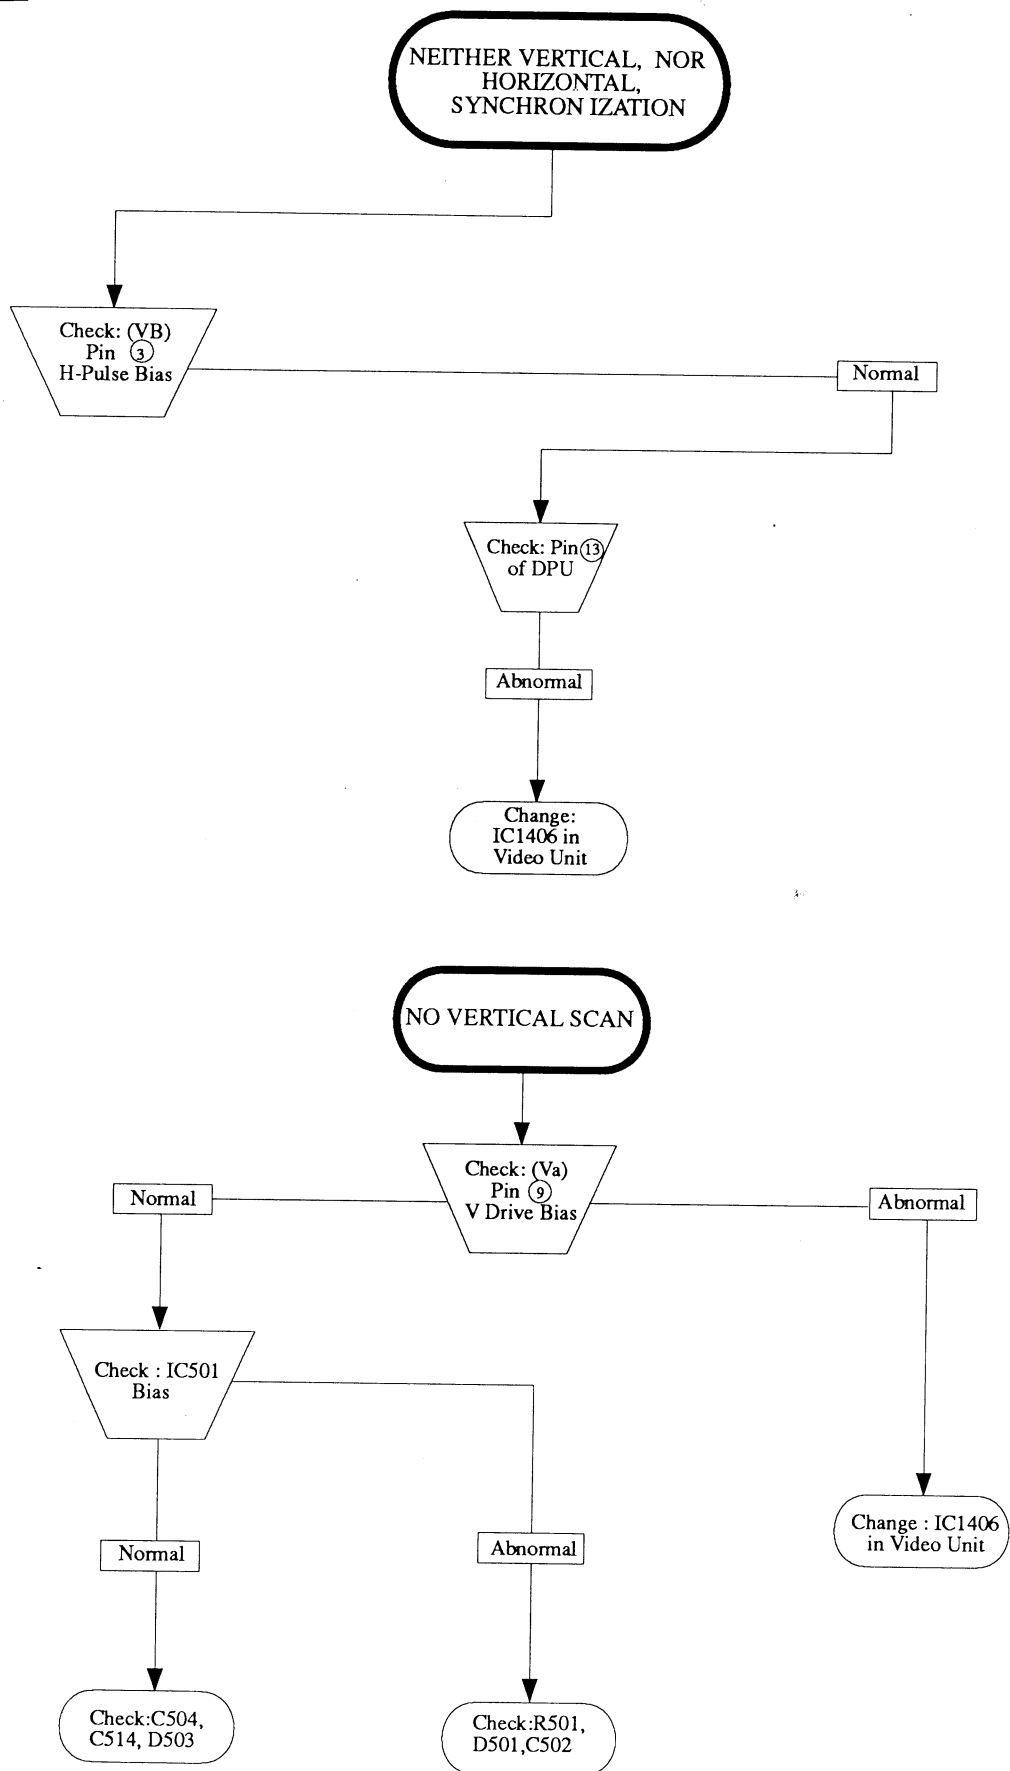 NEITHER VERTICAL, NOR
HORIZONTAL,
SYNCHRON IZATION
Check: (VB)
Pin 3
H-Pulse Bias
Normal
Check: Pin 13
of DPU
Abnormal
Change:
IC1406 in
Video Unit
NO VERTICAL SCAN
Check: (Va)
Pin 9
V Drive Bias
Normal
Abnormal
Check : IC501
Bias
Change : IC1406
in Video Unit
Normal
Abnormal
Check:C504,
C514, D503
Check:R501,
D501,C502